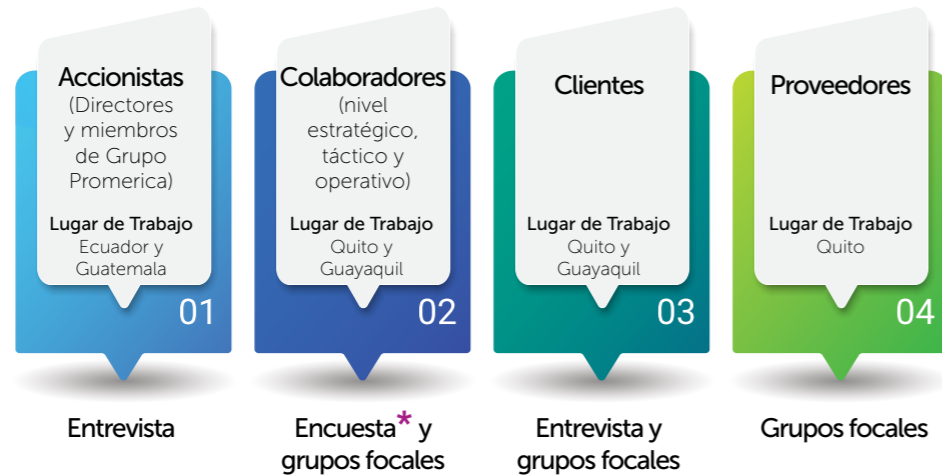 Accionistas
(Directores
y miembros
de Grupo
Promerica)
Lugar de Trabajo
Ecuador y
Guatemala
01
Entrevista
Colaboradores
(nivel
estratégico,
táctico y
operativo)
Lugar de Trabajo
Quito y
Guayaquil
02
Encuesta* y
grupos focales
Clientes
Lugar de Trabajo
Quito y
Guayaquil
03
Entrevista y
grupos focales
Proveedores
Lugar de Trabajo
Quito
04
Grupos focales